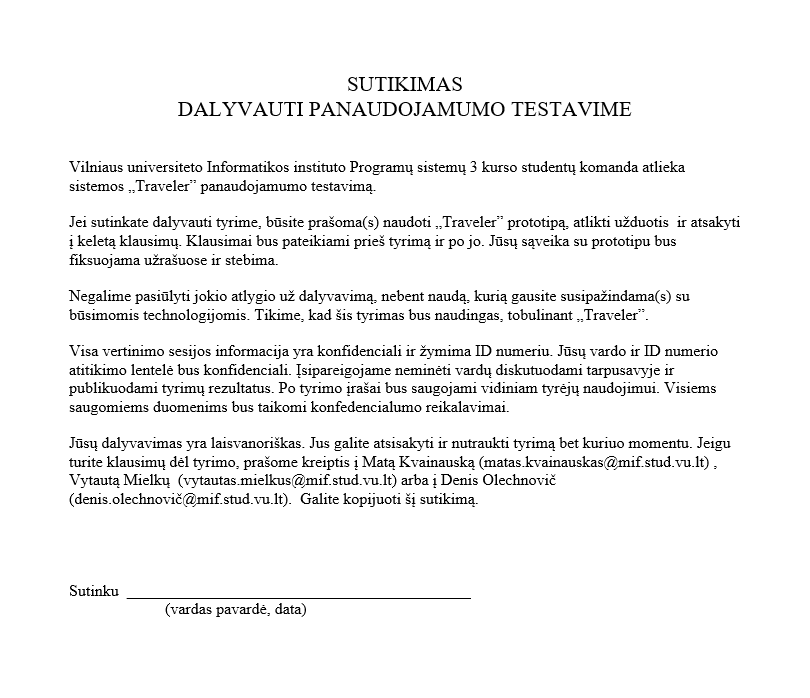 SUTIKIMAS
DALYVAUTI PANAUDOJAMUMO TESTAVIME
Vilniaus universiteto Informatikos instituto Programų sistemų 3 kurso studentų komanda atlieka
sistemos „Traveler” panaudojamumo testavimą.
Jei sutinkate dalyvauti tyrime, būsite prašoma(s) naudoti „Traveler” prototipą, atlikti užduotis  ir atsakyti
į keletą klausimų. Klausimai bus pateikiami prieš tyrimą ir po jo. Jūsų sąveika su prototipu bus
fiksuojama užrašuose ir stebima.
Negalime pasiūlyti jokio atlygio už dalyvavimą, nebent naudą, kurią gausite susipažindama(s) su
būsimomis technologijomis. Tikime, kad šis tyrimas bus naudingas, tobulinant „Traveler”.
Visa vertinimo sesijos informacija yra konfidenciali ir žymima ID numeriu. Jūsų vardo ir ID numerio
atitikimo lentelė bus konfidenciali. Įsipareigojame neminėti vardų diskutuodami tarpusavyje ir
publikuodami tyrimų rezultatus. Po tyrimo įrašai bus saugojami vidiniam tyrėjų naudojimui. Visiems
saugomiems duomenims bus taikomi konfedencialumo reikalavimai.
Jūsų dalyvavimas yra laisvanoriškas. Jus galite atsisakyti ir nutraukti tyrimą bet kuriuo momentu. Jeigu
turite klausimų dėl tyrimo, prašome kreiptis į Matą Kvainauską (matas.kvainauskas@mif.stud.vu.lt) ,
Vytautą Mielkų  (vytautas.mielkus@mif.stud.vu.lt) arba į Denis Olechnovič
(denis.olechnovič@mif.stud.vu.lt).  Galite kopijuoti šį sutikimą.
Sutinku ___________________________________________
(vardas pavardė, data)